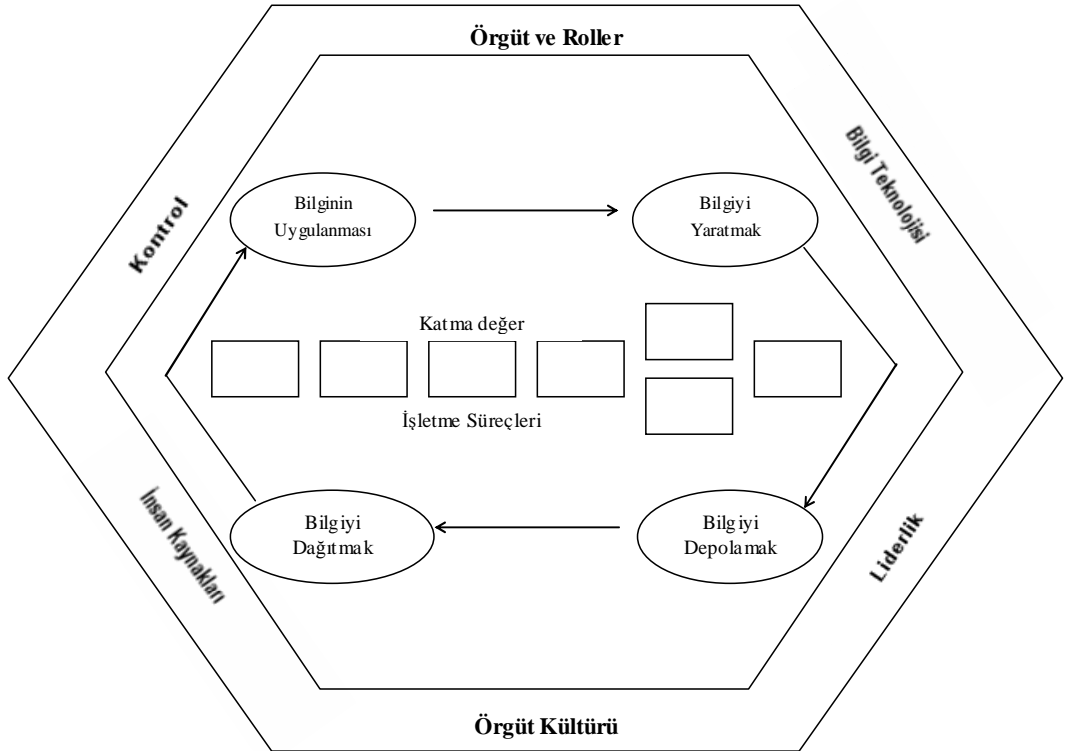 Örgüt ve Roller
Bilgi Teknolojisi
Kontrol
Bilginin
Uygulanması
Bilgiyi
Yaratmak
Katma değer
İşletme Süreçleri
İnsan Kaynakları
Bilgiyi
Dağıtmak
Bilgiyi
Depolamak
Liderlik
Örgüt Kültürü